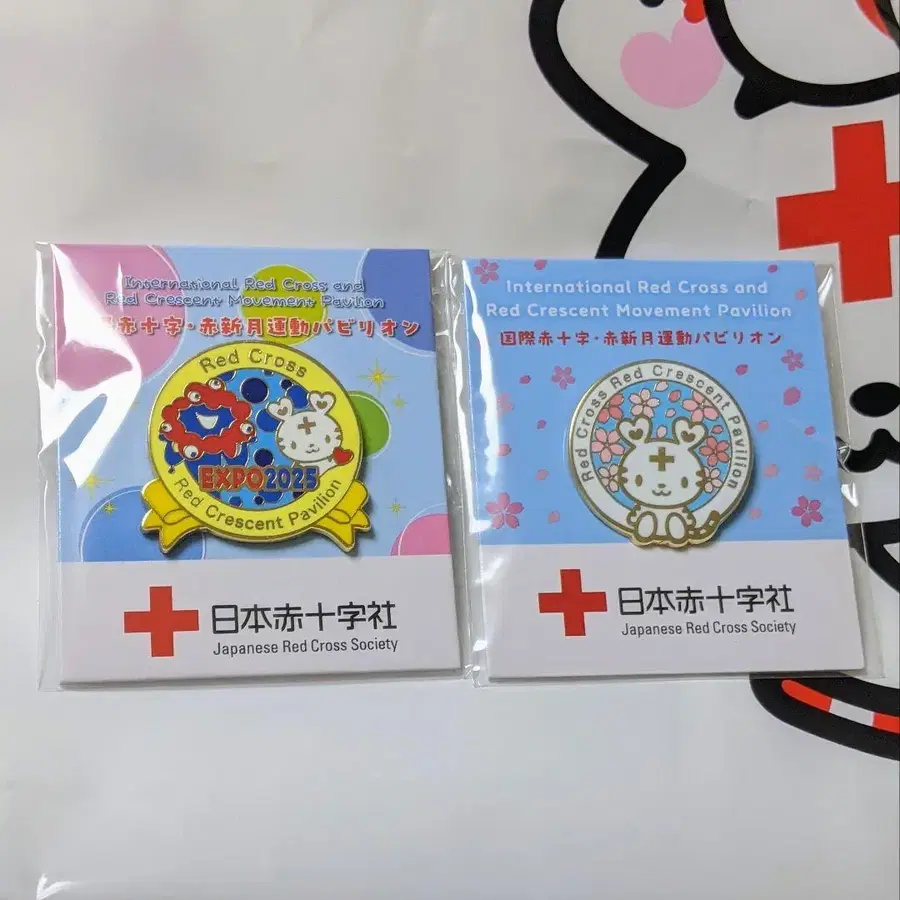 International Red Cross and
Red Crescent Movement Pavilion
赤十字・赤新月運動パビリオン
Red Cross
EXPO2025
Red Crescent Pavilion
日本赤十字社
Japanese Red Cross Society
International Red Cross and
Red Crescent Movement Pavilion
国際赤十字・赤新月運動パビリオン
Red Cross Red Crescent Pavilion
日本赤十字社
Japanese Red Cross Society